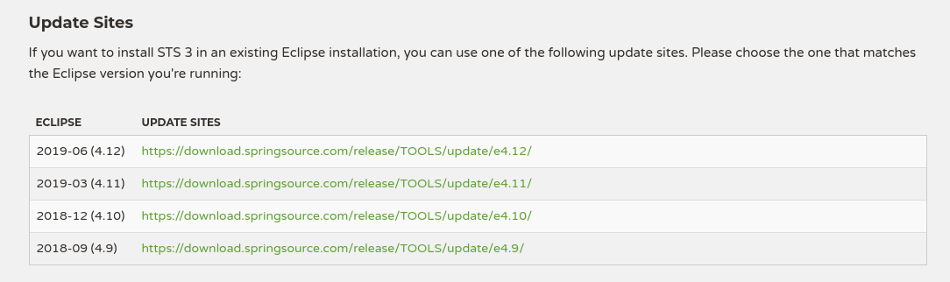 Update Sites
If you want to install STS 3 in an existing Eclipse installation, you can use one of the following update sites. Please choose the one that matches
the Eclipse version you're running:
ECLIPSE UPDATE SITES
2019-06 (4.12) https://download.springsource.com/release/TOOLS/update/e4.12/
2019-03 (4.11) https://download.springsource.com/release/TOOLS/update/e4.11/
2018-12 (4.10) https://download.springsource.com/release/TOOLS/update/e4.10/
2018-09 (4.9) https://download.springsource.com/release/TOOLS/update/e4.9/